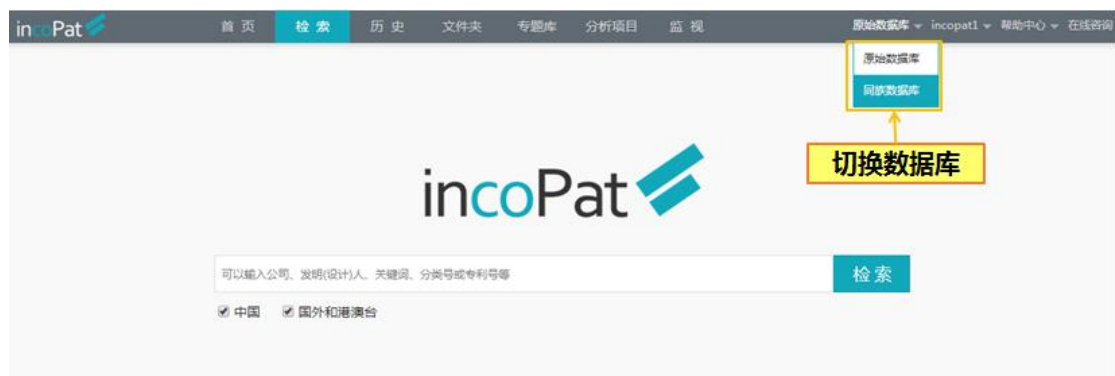 incoPat 首页 检索 历史 文件夹 专题库 分析项目 监视 原始数据库 incopat1 帮助中心 在线咨询
原始数据库
同族数据库
切换数据库
incoPat
可以输入公司、发明(设计)人、关键词、分类号或专利号等 检索
中国 国外和港澳台